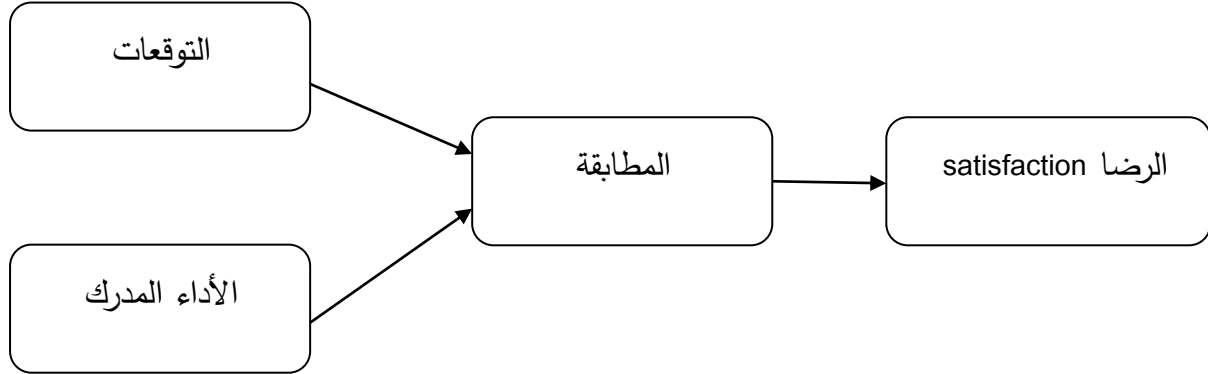 التوقعات
الأداء المدرك
المطابقة
الرضا satisfaction